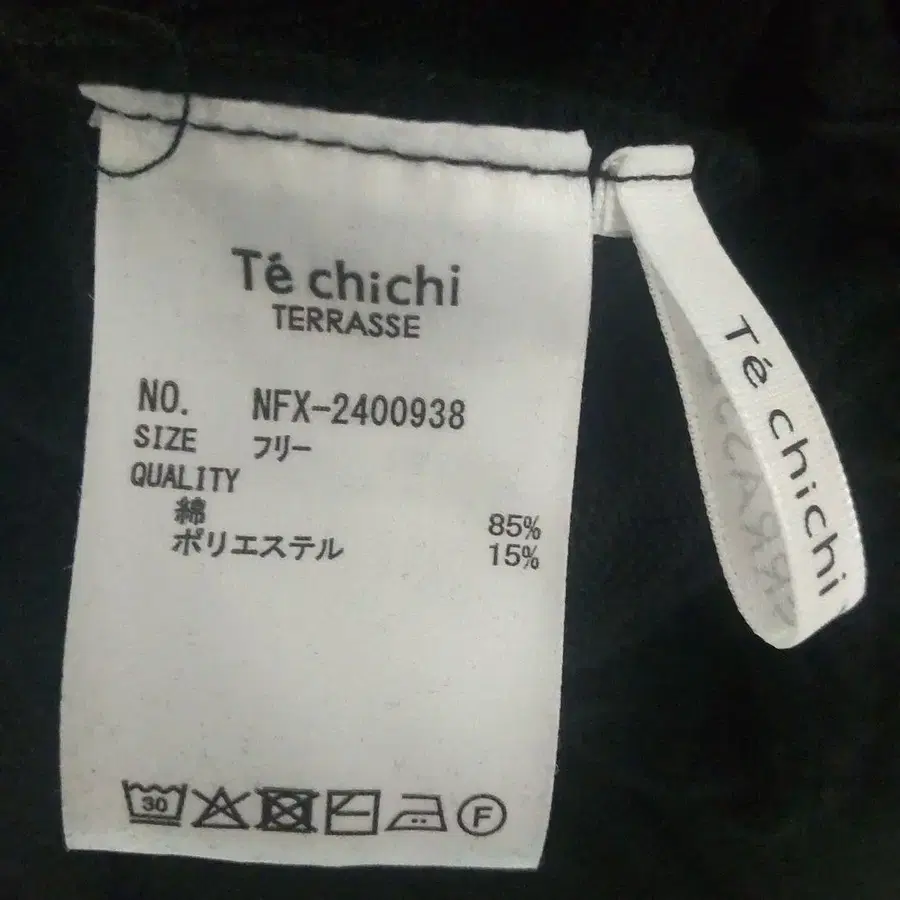 Té chichi
TERRASSE
NO. NFX-2400938
SIZE フリー
QUALITY
綿 85%
ポリエステル 15%
30
F
Té chichi